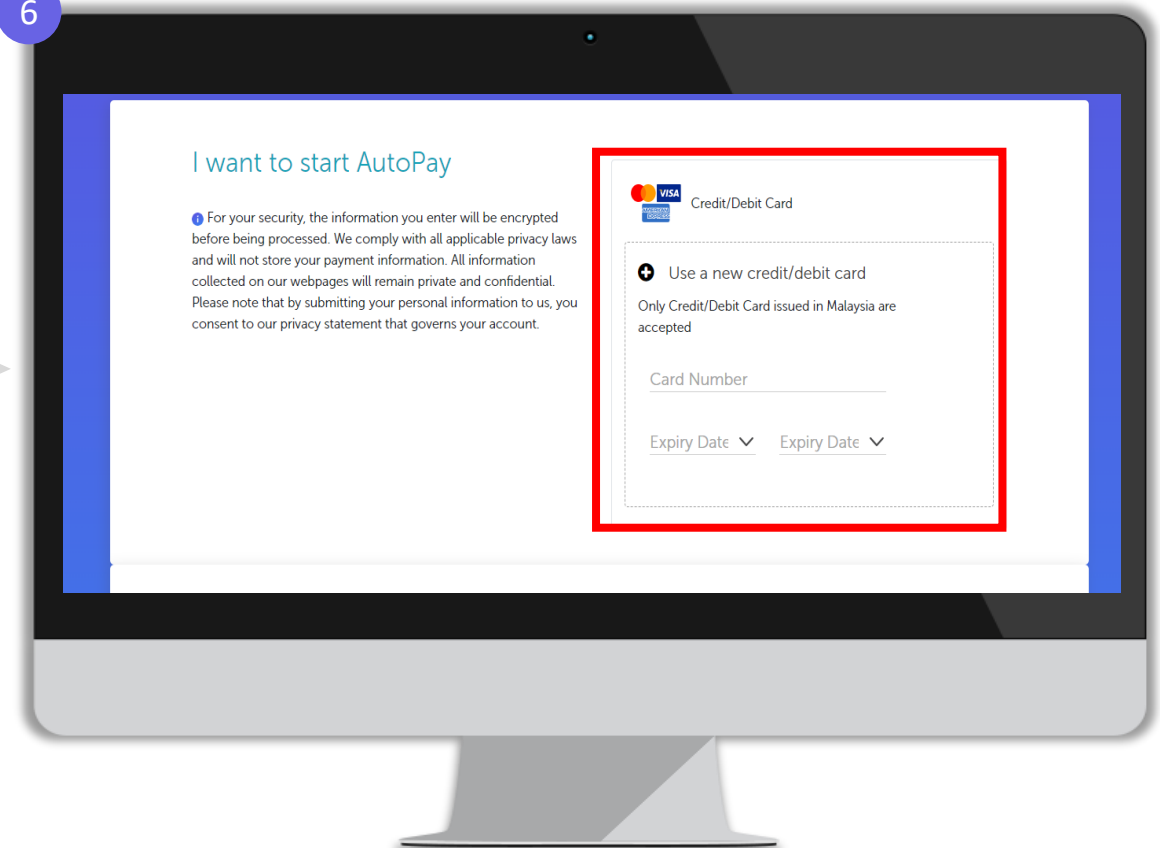 6
I want to start AutoPay
For your security, the information you enter will be encrypted
before being processed. We comply with all applicable privacy laws
and will not store your payment information. All information
collected on our webpages will remain private and confidential.
Please note that by submitting your personal information to us, you
consent to our privacy statement that governs your account.
VISA
AMERICAN
EXPRESS
Credit/Debit Card
Use a new credit/debit card
Only Credit/Debit Card issued in Malaysia are
accepted
Card Number
Expiry Date Expiry Date